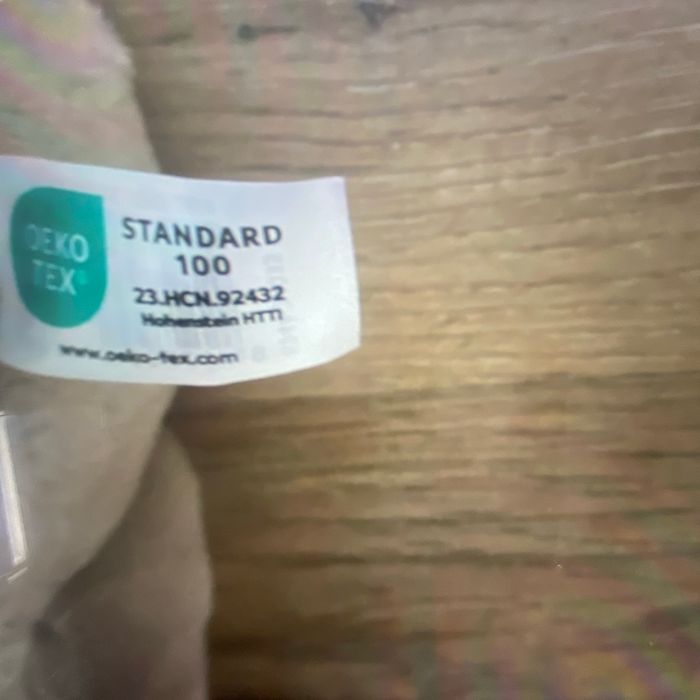 OEKO
TEX®
STANDARD
100
23.HCN.92432
Hohenstein HTTI
www.oeko-tex.com